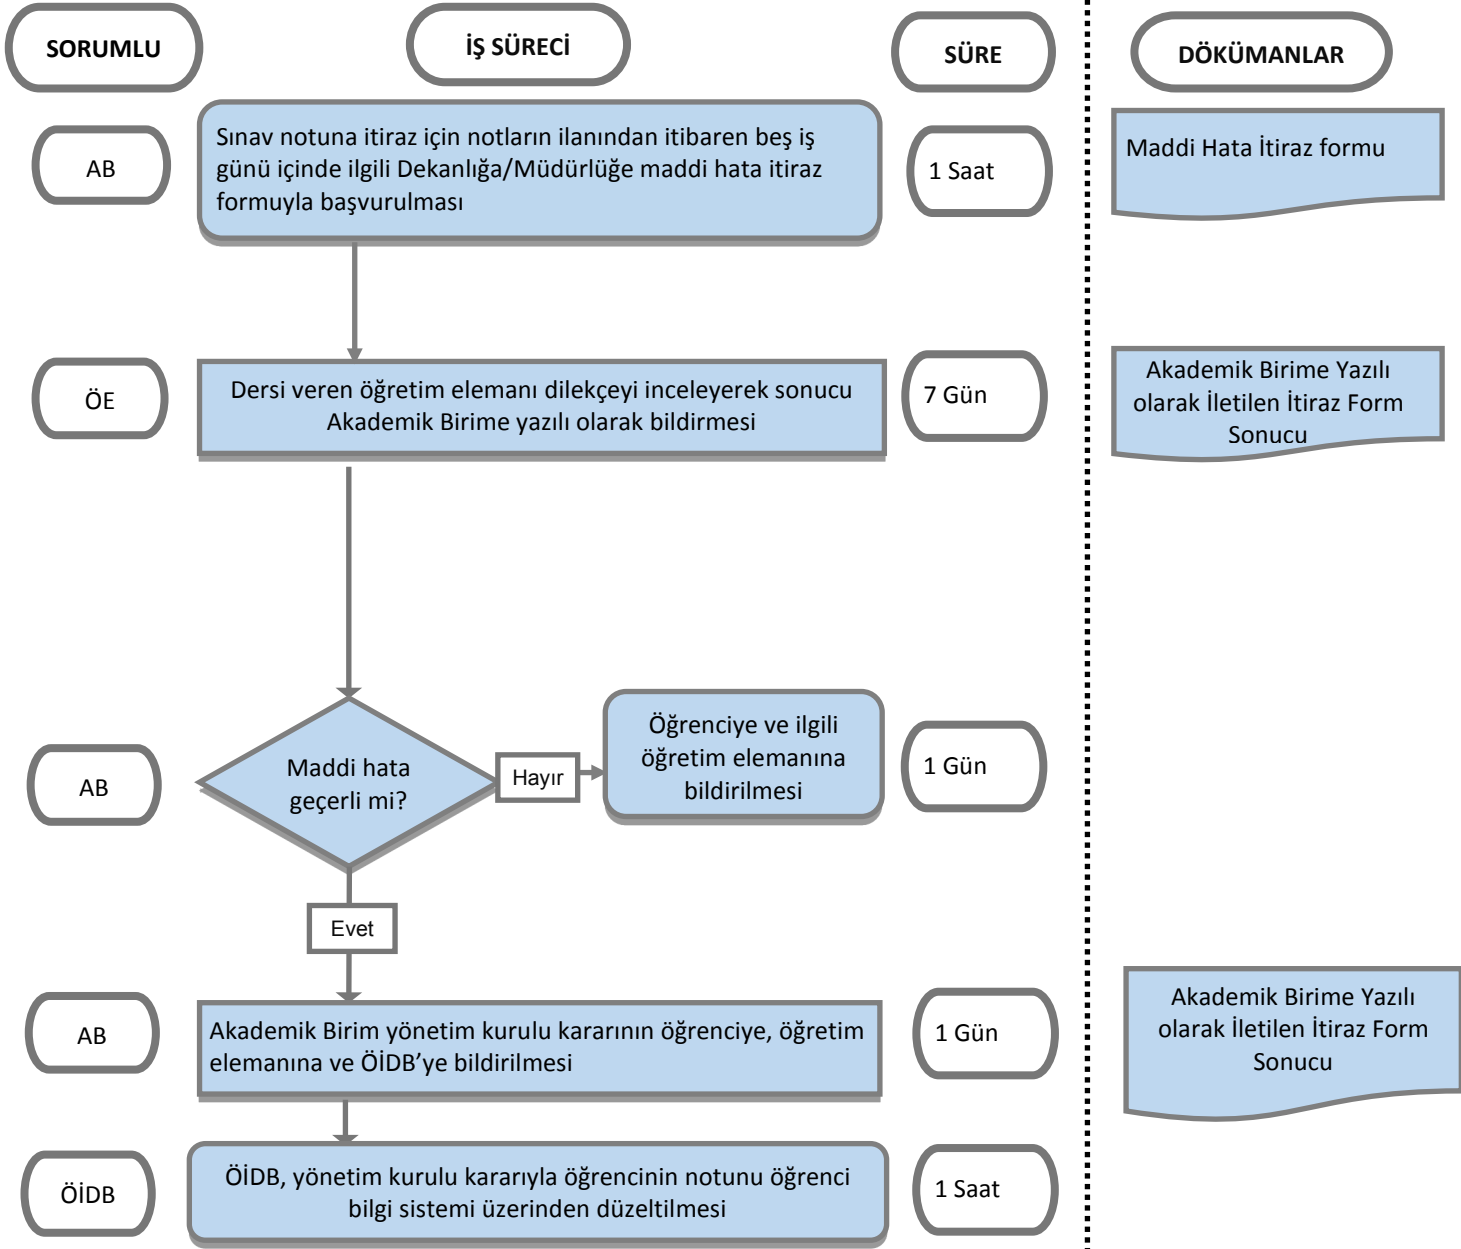 SORUMLU
İŞ SÜRECİ
SÜRE
DÖKÜMANLAR
AB
Sınav notuna itiraz için notların ilanından itibaren beş iş
günü içinde ilgili Dekanlığa/Müdürlüğe maddi hata itiraz
formuyla başvurulması
1 Saat
Maddi Hata İtiraz formu
ÖE
Dersi veren öğretim elemanı dilekçeyi inceleyerek sonucu
Akademik Birime yazılı olarak bildirmesi
7 Gün
Akademik Birime Yazılı
olarak İletilen İtiraz Form
Sonucu
AB
Maddi hata
geçerli mi?
Hayır
Öğrenciye ve ilgili
öğretim elemanına
bildirilmesi
1 Gün
Evet
AB
Akademik Birim yönetim kurulu kararının öğrenciye, öğretim
elemanına ve ÖİDB’ye bildirilmesi
1 Gün
Akademik Birime Yazılı
olarak İletilen İtiraz Form
Sonucu
ÖİDB
ÖİDB, yönetim kurulu kararıyla öğrencinin notunu öğrenci
bilgi sistemi üzerinden düzeltilmesi
1 Saat